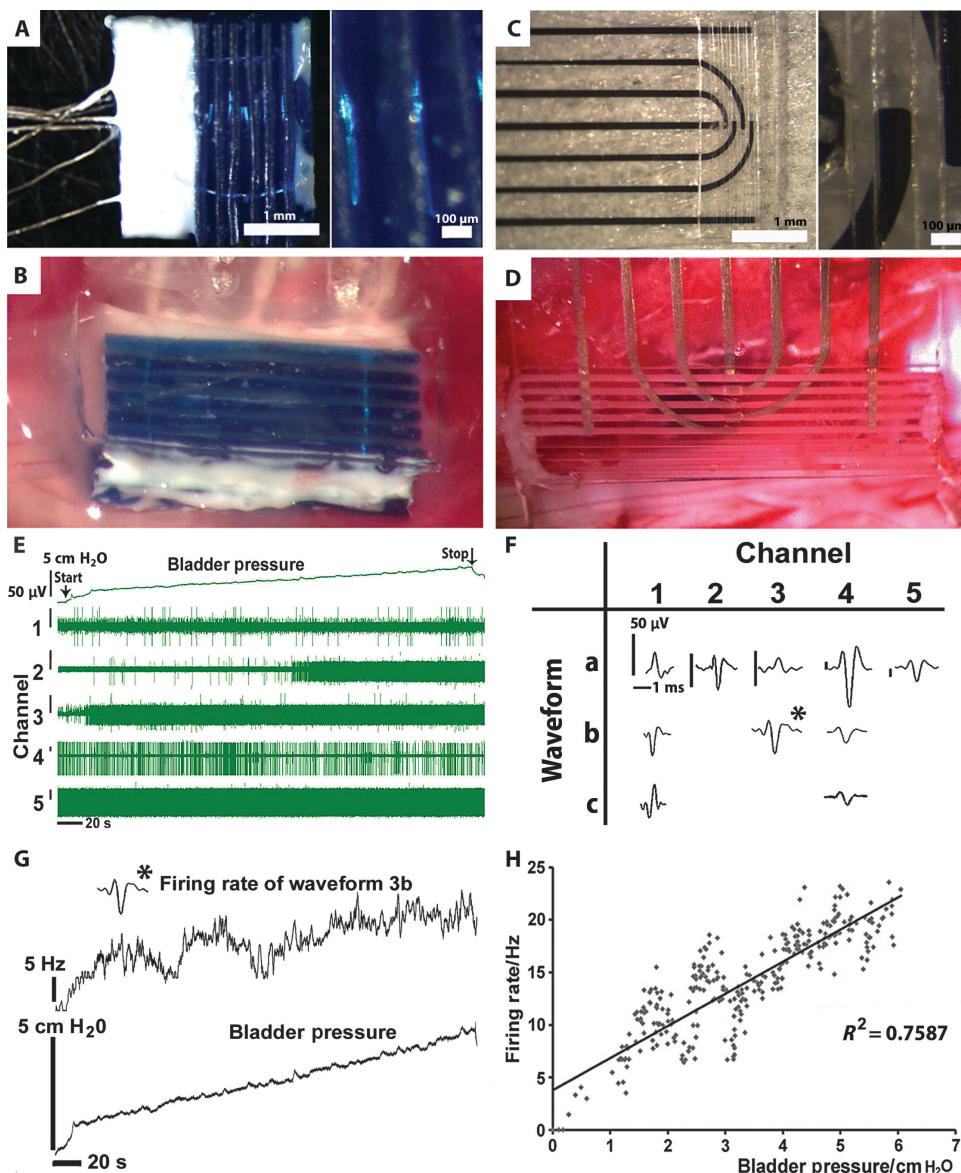 A
1 mm
100 µm
C
1 mm
100 µm
B
D
E
5 cm H₂O
Bladder pressure
Stop
Start
50 µV
1
2
3
4
5
Channel
20 s
F
Channel
1 2 3 4 5
50 µV
1 ms
Waveform
a
b
*
c
G
*
Firing rate of waveform 3b
5 Hz
5 cm H₂0
Bladder pressure
20 s
H
25
20
15
10
5
0
Firing rate/Hz
R² = 0.7587
0 1 2 3 4 5 6 7
Bladder pressure/cm H₂O